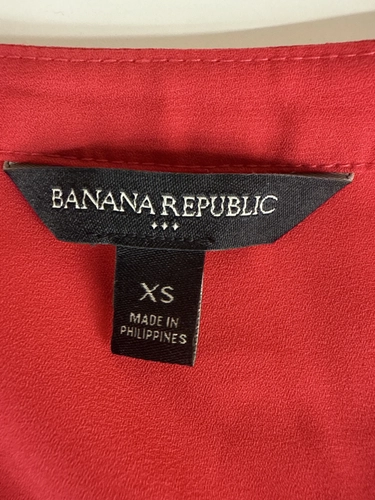 BANANA REPUBLIC
XS
MADE IN
PHILIPPINES